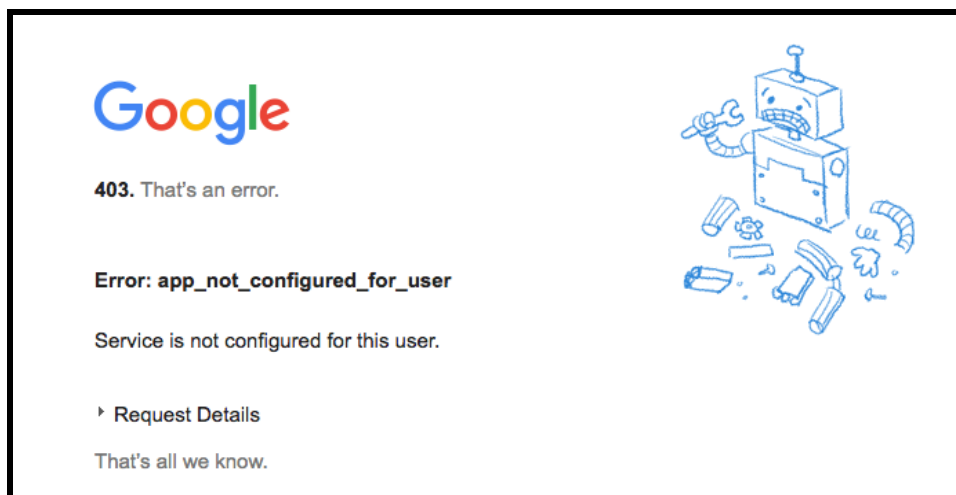 Google
403. That's an error.
Error: app_not_configured_for_user
Service is not configured for this user.
Request Details
That's all we know.